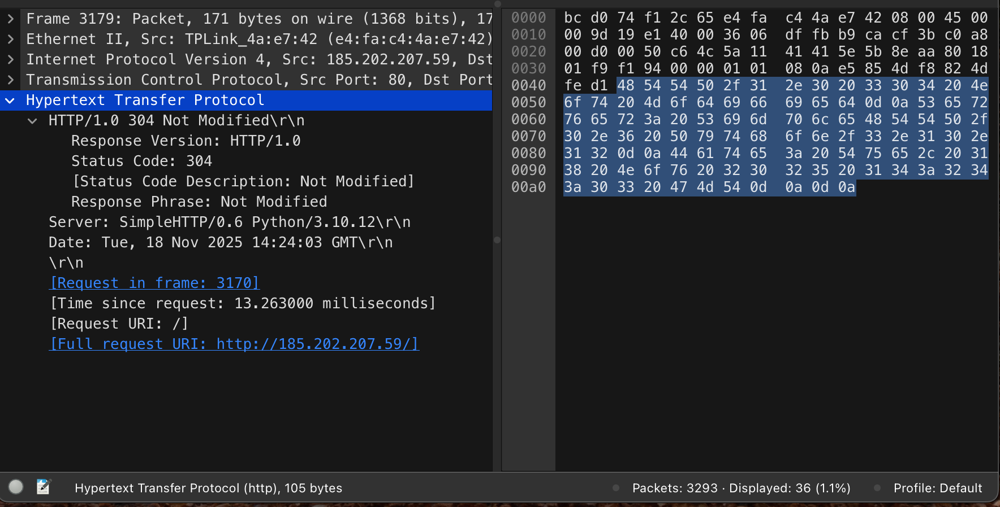 Frame 3179: Packet, 171 bytes on wire (1368 bits), 17
Ethernet II, Src: TPLink_4a:e7:42 (e4:fa:c4:4a:e7:42)
Internet Protocol Version 4, Src: 185.202.207.59, Dst
Transmission Control Protocol, Src Port: 80, Dst Port
Hypertext Transfer Protocol
HTTP/1.0 304 Not Modified\r\n
Response Version: HTTP/1.0
Status Code: 304
[Status Code Description: Not Modified]
Response Phrase: Not Modified
Server: SimpleHTTP/0.6 Python/3.10.12\r\n
Date: Tue, 18 Nov 2025 14:24:03 GMT\r\n
\r\n
[Request in frame: 3170]
[Time since request: 13.263000 milliseconds]
[Request URI: /]
[Full request URI: http://185.202.207.59/]
0000 bc d0 74 f1 2c 65 e4 fa c4 4a e7 42 08 00 45 00
0010 00 9d 19 e1 40 00 36 06 df fb b9 ca cf 3b c0 a8
0020 00 d0 00 50 c6 4c 5a 11 41 41 5e 5b 8e aa 80 18
0030 01 f9 f1 94 00 00 01 01 08 0a e5 85 4d f8 82 4d
0040 fe d1 48 54 54 50 2f 31 2e 30 20 33 30 34 20 4e
0050 6f 74 20 4d 6f 64 69 66 69 65 64 0d 0a 53 65 72
0060 76 65 72 3a 20 53 69 6d 70 6c 65 48 54 54 50 2f
0070 30 2e 36 20 50 79 74 68 6f 6e 2f 33 2e 31 30 2e
0080 31 32 0d 0a 44 61 74 65 3a 20 54 75 65 2c 20 31
0090 38 20 4e 6f 76 20 32 30 32 35 20 31 34 3a 32 34
00a0 3a 30 33 20 47 4d 54 0d 0a 0d 0a
Hypertext Transfer Protocol (http), 105 bytes
Packets: 3293 · Displayed: 36 (1.1%)
Profile: Default